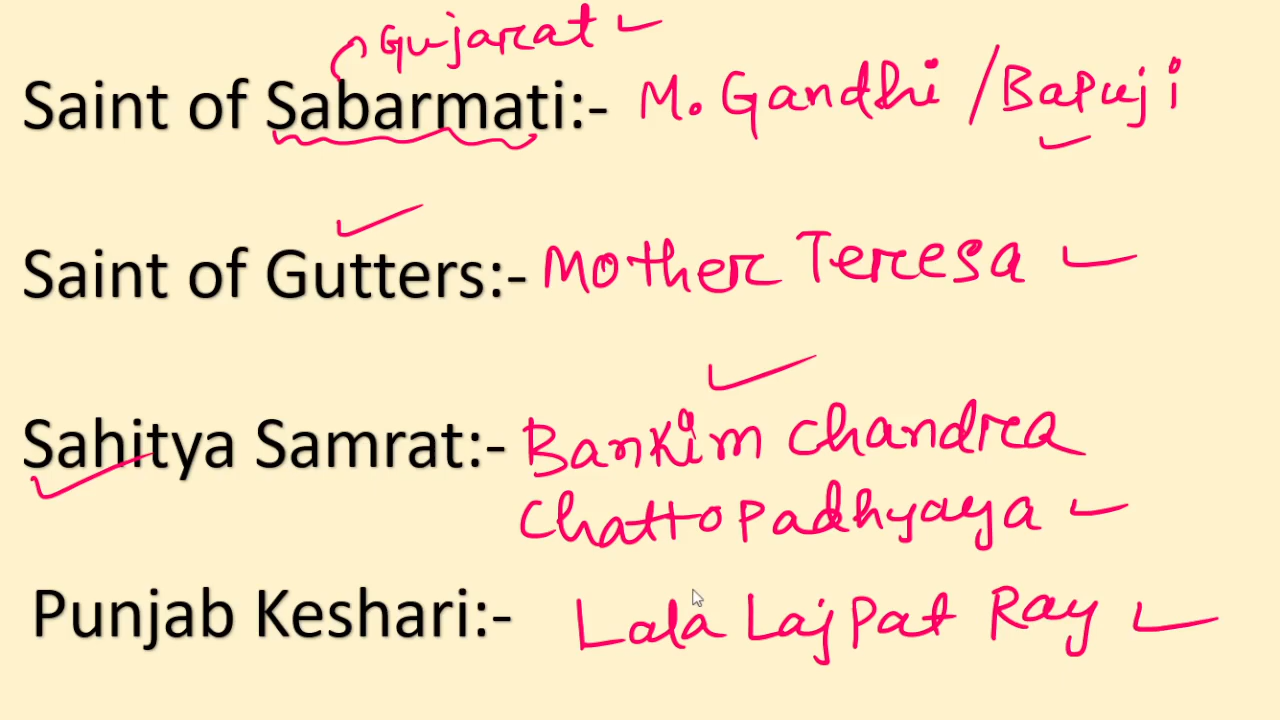 Gujarat
Saint of Sabarmati:- M. Gandhi / Bapuji
Saint of Gutters:- Mother Teresa
Sahitya Samrat:- Bankim Chandra
Chattopadhyaya
Punjab Keshari:- Lala Lajpat Ray